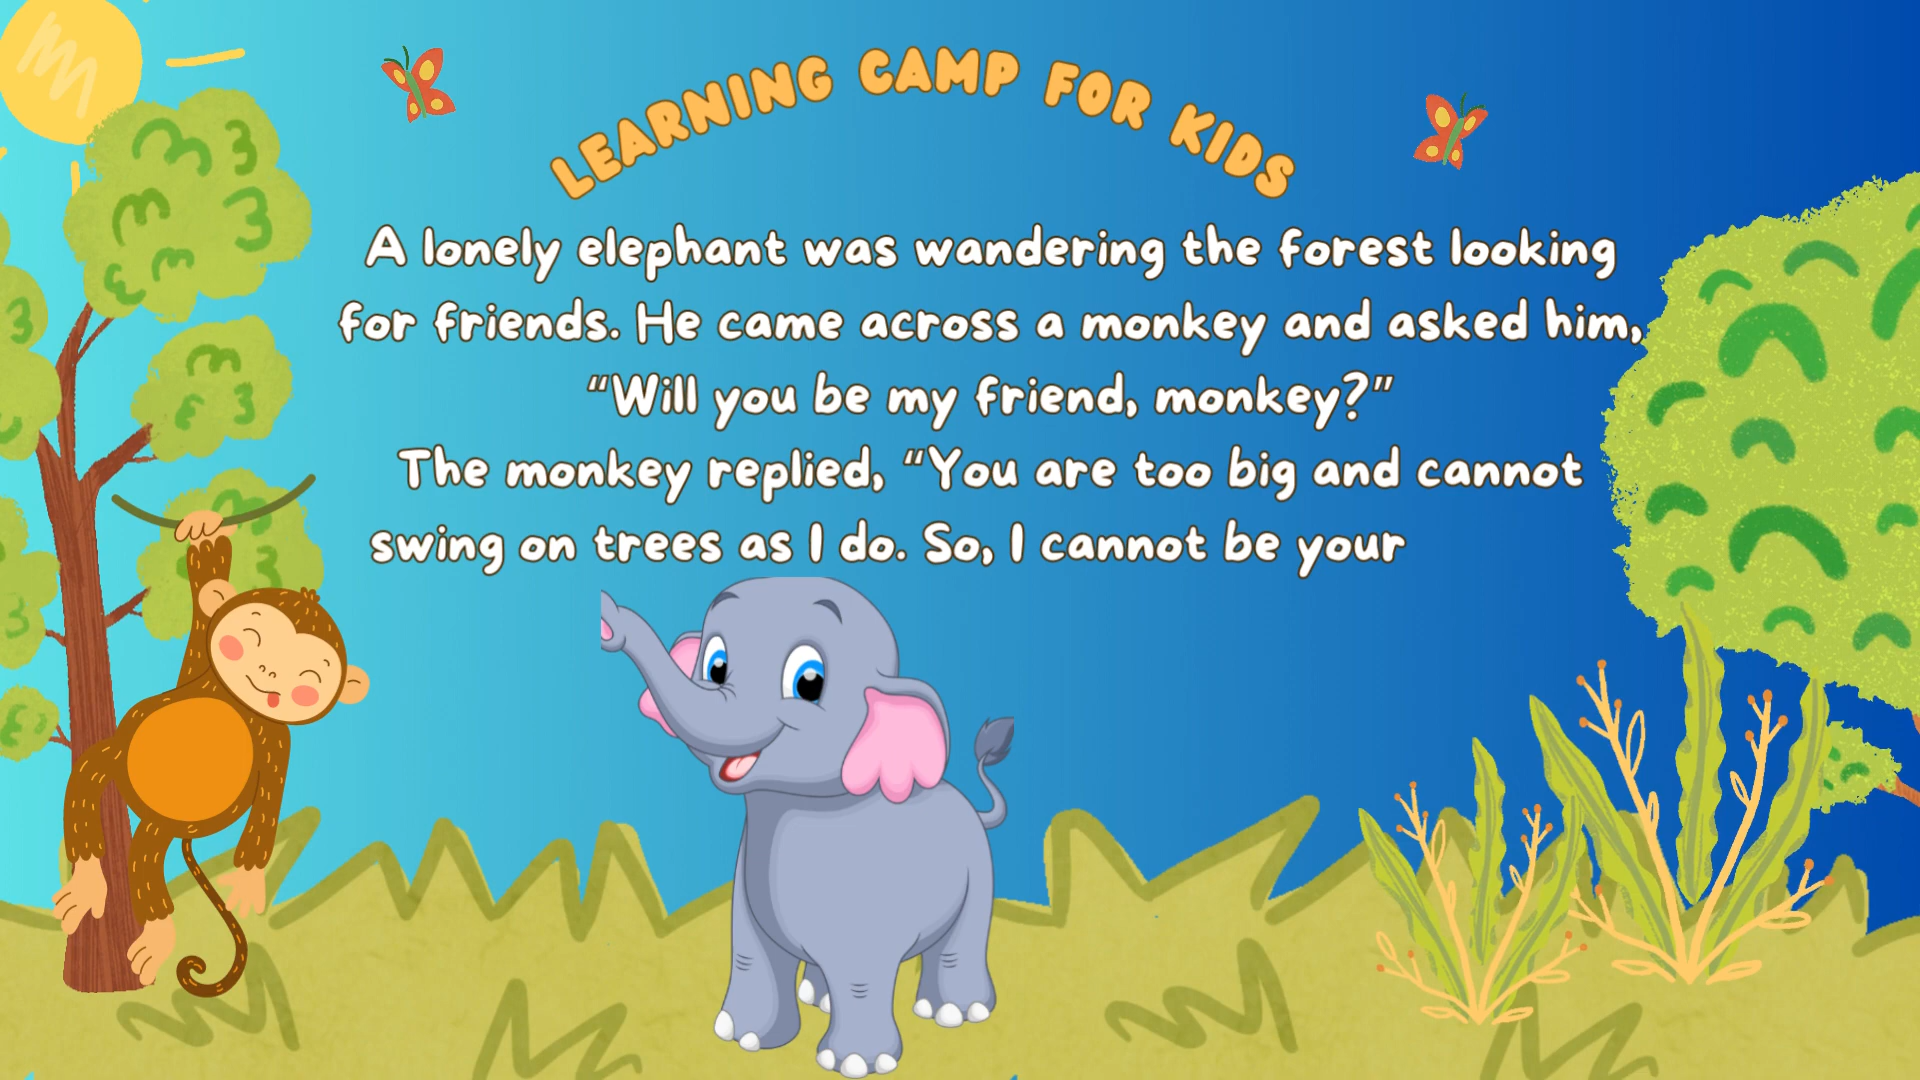 LEARNING CAMP FOR KIDS
A lonely elephant was wandering the forest looking
for friends. He came across a monkey and asked him,
“Will you be my friend, monkey?”
The monkey replied, “You are too big and cannot
swing on trees as I do. So, I cannot be your